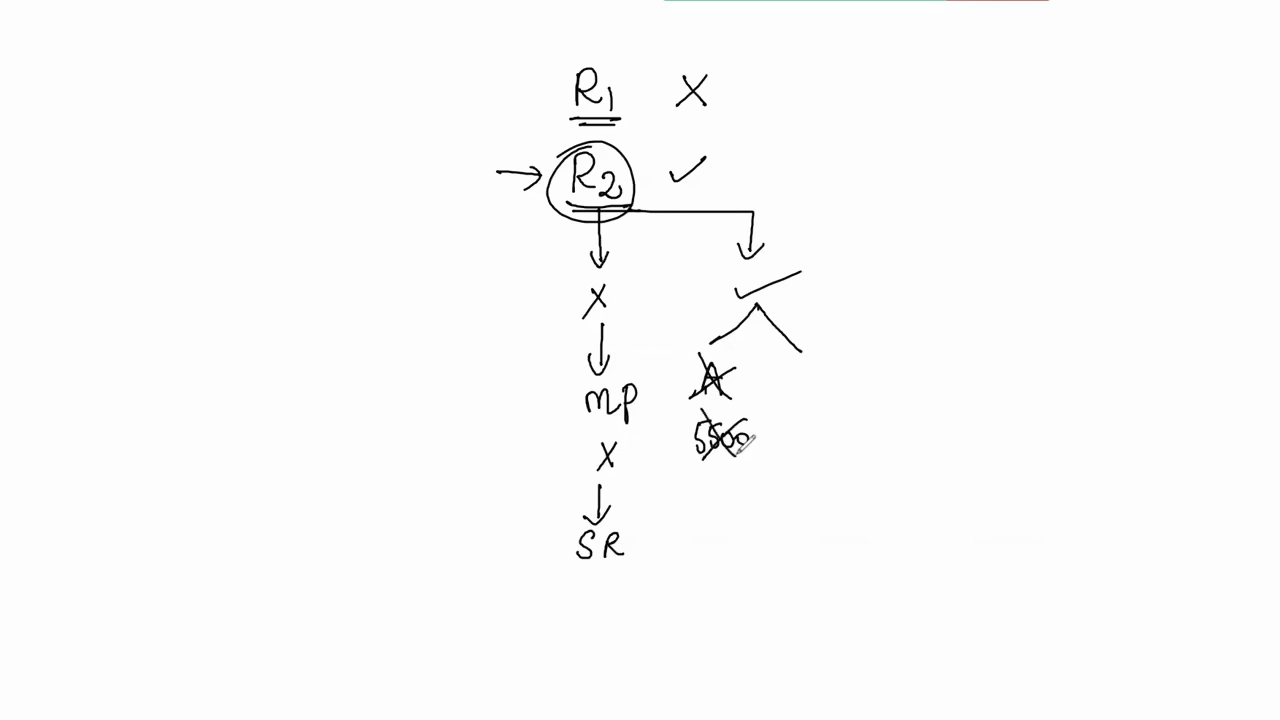 R1 X
R2 ✓
X ✓
MP A
X 5500
SR